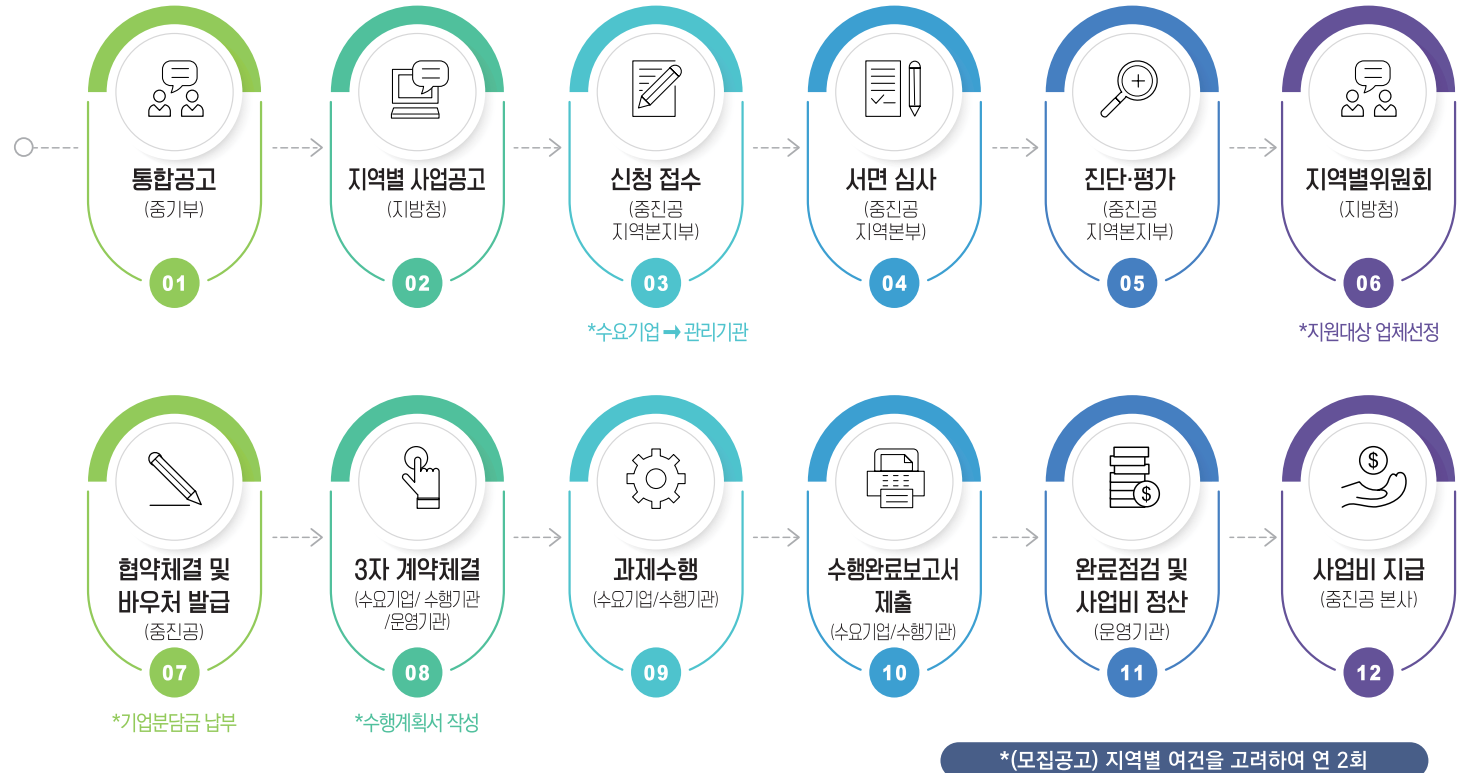 통합공고
(중기부)
01
지역별 사업공고
(지방청)
02
신청 접수
(중진공
지역본지부)
03
*수요기업 → 관리기관
서면 심사
(중진공
지역본부)
04
진단·평가
(중진공
지역본지부)
05
지역별위원회
(지방청)
06
*지원대상 업체선정
협약체결 및
바우처 발급
(중진공)
07
*기업분담금 납부
3자 계약체결
(수요기업/ 수행기관
/운영기관)
08
*수행계획서 작성
과제수행
(수요기업/수행기관)
09
수행완료보고서
제출
(수요기업/수행기관)
10
완료점검 및
사업비 정산
(운영기관)
11
사업비 지급
(중진공 본사)
12
*(모집공고) 지역별 여건을 고려하여 연 2회